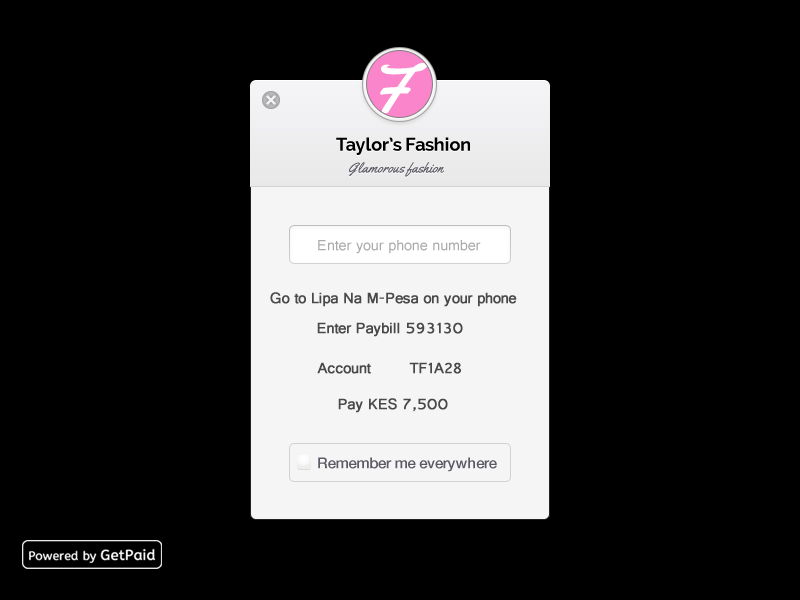 F
Taylor's Fashion
Glamorous fashion
Enter your phone number
Go to Lipa Na M-Pesa on your phone
Enter Paybill 593130
Account TF1A28
Pay KES 7,500
Remember me everywhere
Powered by GetPaid